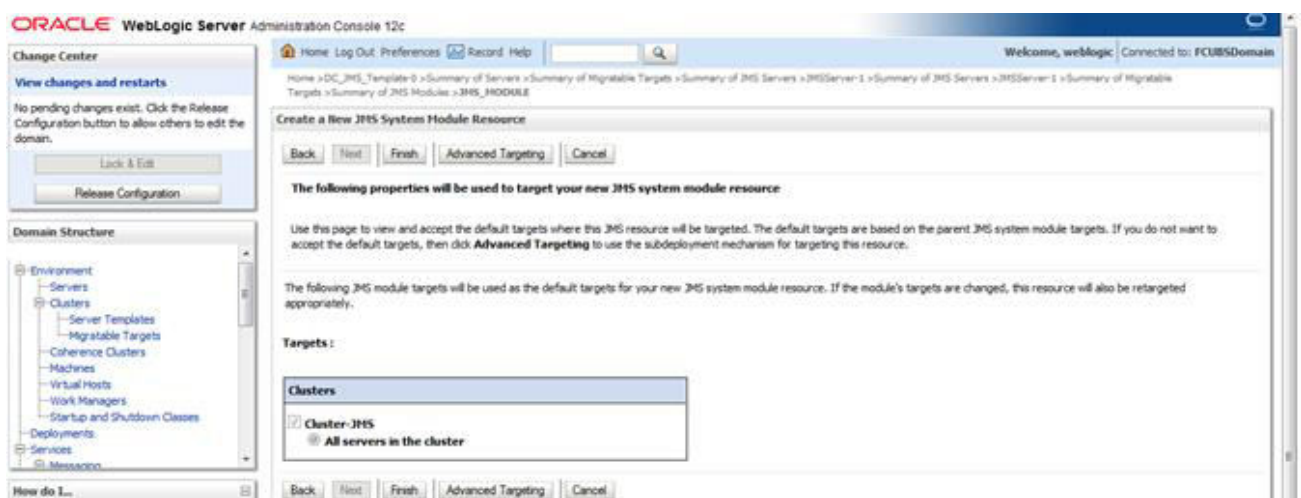 ORACLE WebLogic Server Administration Console 12c
Change Center
View changes and restarts
No pending changes exist. Click the Release
Configuration button to allow others to edit the
domain.
Lock & Edit
Release Configuration
Domain Structure
Environment
Servers
Clusters
Server Templates
Migratable Targets
Coherence Clusters
Machines
Virtual Hosts
Work Managers
Startup and Shutdown Classes
Deployments
Services
Messaging
How do I...
Home Log Out Preferences Record Help
Welcome, weblogic Connected to: FCUBSDomain
Home >DC_JMS_Template-0 >Summary of Servers >Summary of Migratable Targets >Summary of JMS Servers >JMSServer-1 >Summary of JMS Servers >JMSServer-1 >Summary of Migratable
Targets >Summary of JMS Modules >JMS_MODULE
Create a New JMS System Module Resource
Back Next Finish Advanced Targeting Cancel
The following properties will be used to target your new JMS system module resource
Use this page to view and accept the default targets where this JMS resource will be targeted. The default targets are based on the parent JMS system module targets. If you do not want to
accept the default targets, then click Advanced Targeting to use the subdeployment mechanism for targeting this resource.
The following JMS module targets will be used as the default targets for your new JMS system module resource. If the module's targets are changed, this resource will also be retargeted
appropriately.
Targets :
Clusters
Cluster-JMS
All servers in the cluster
Back Next Finish Advanced Targeting Cancel